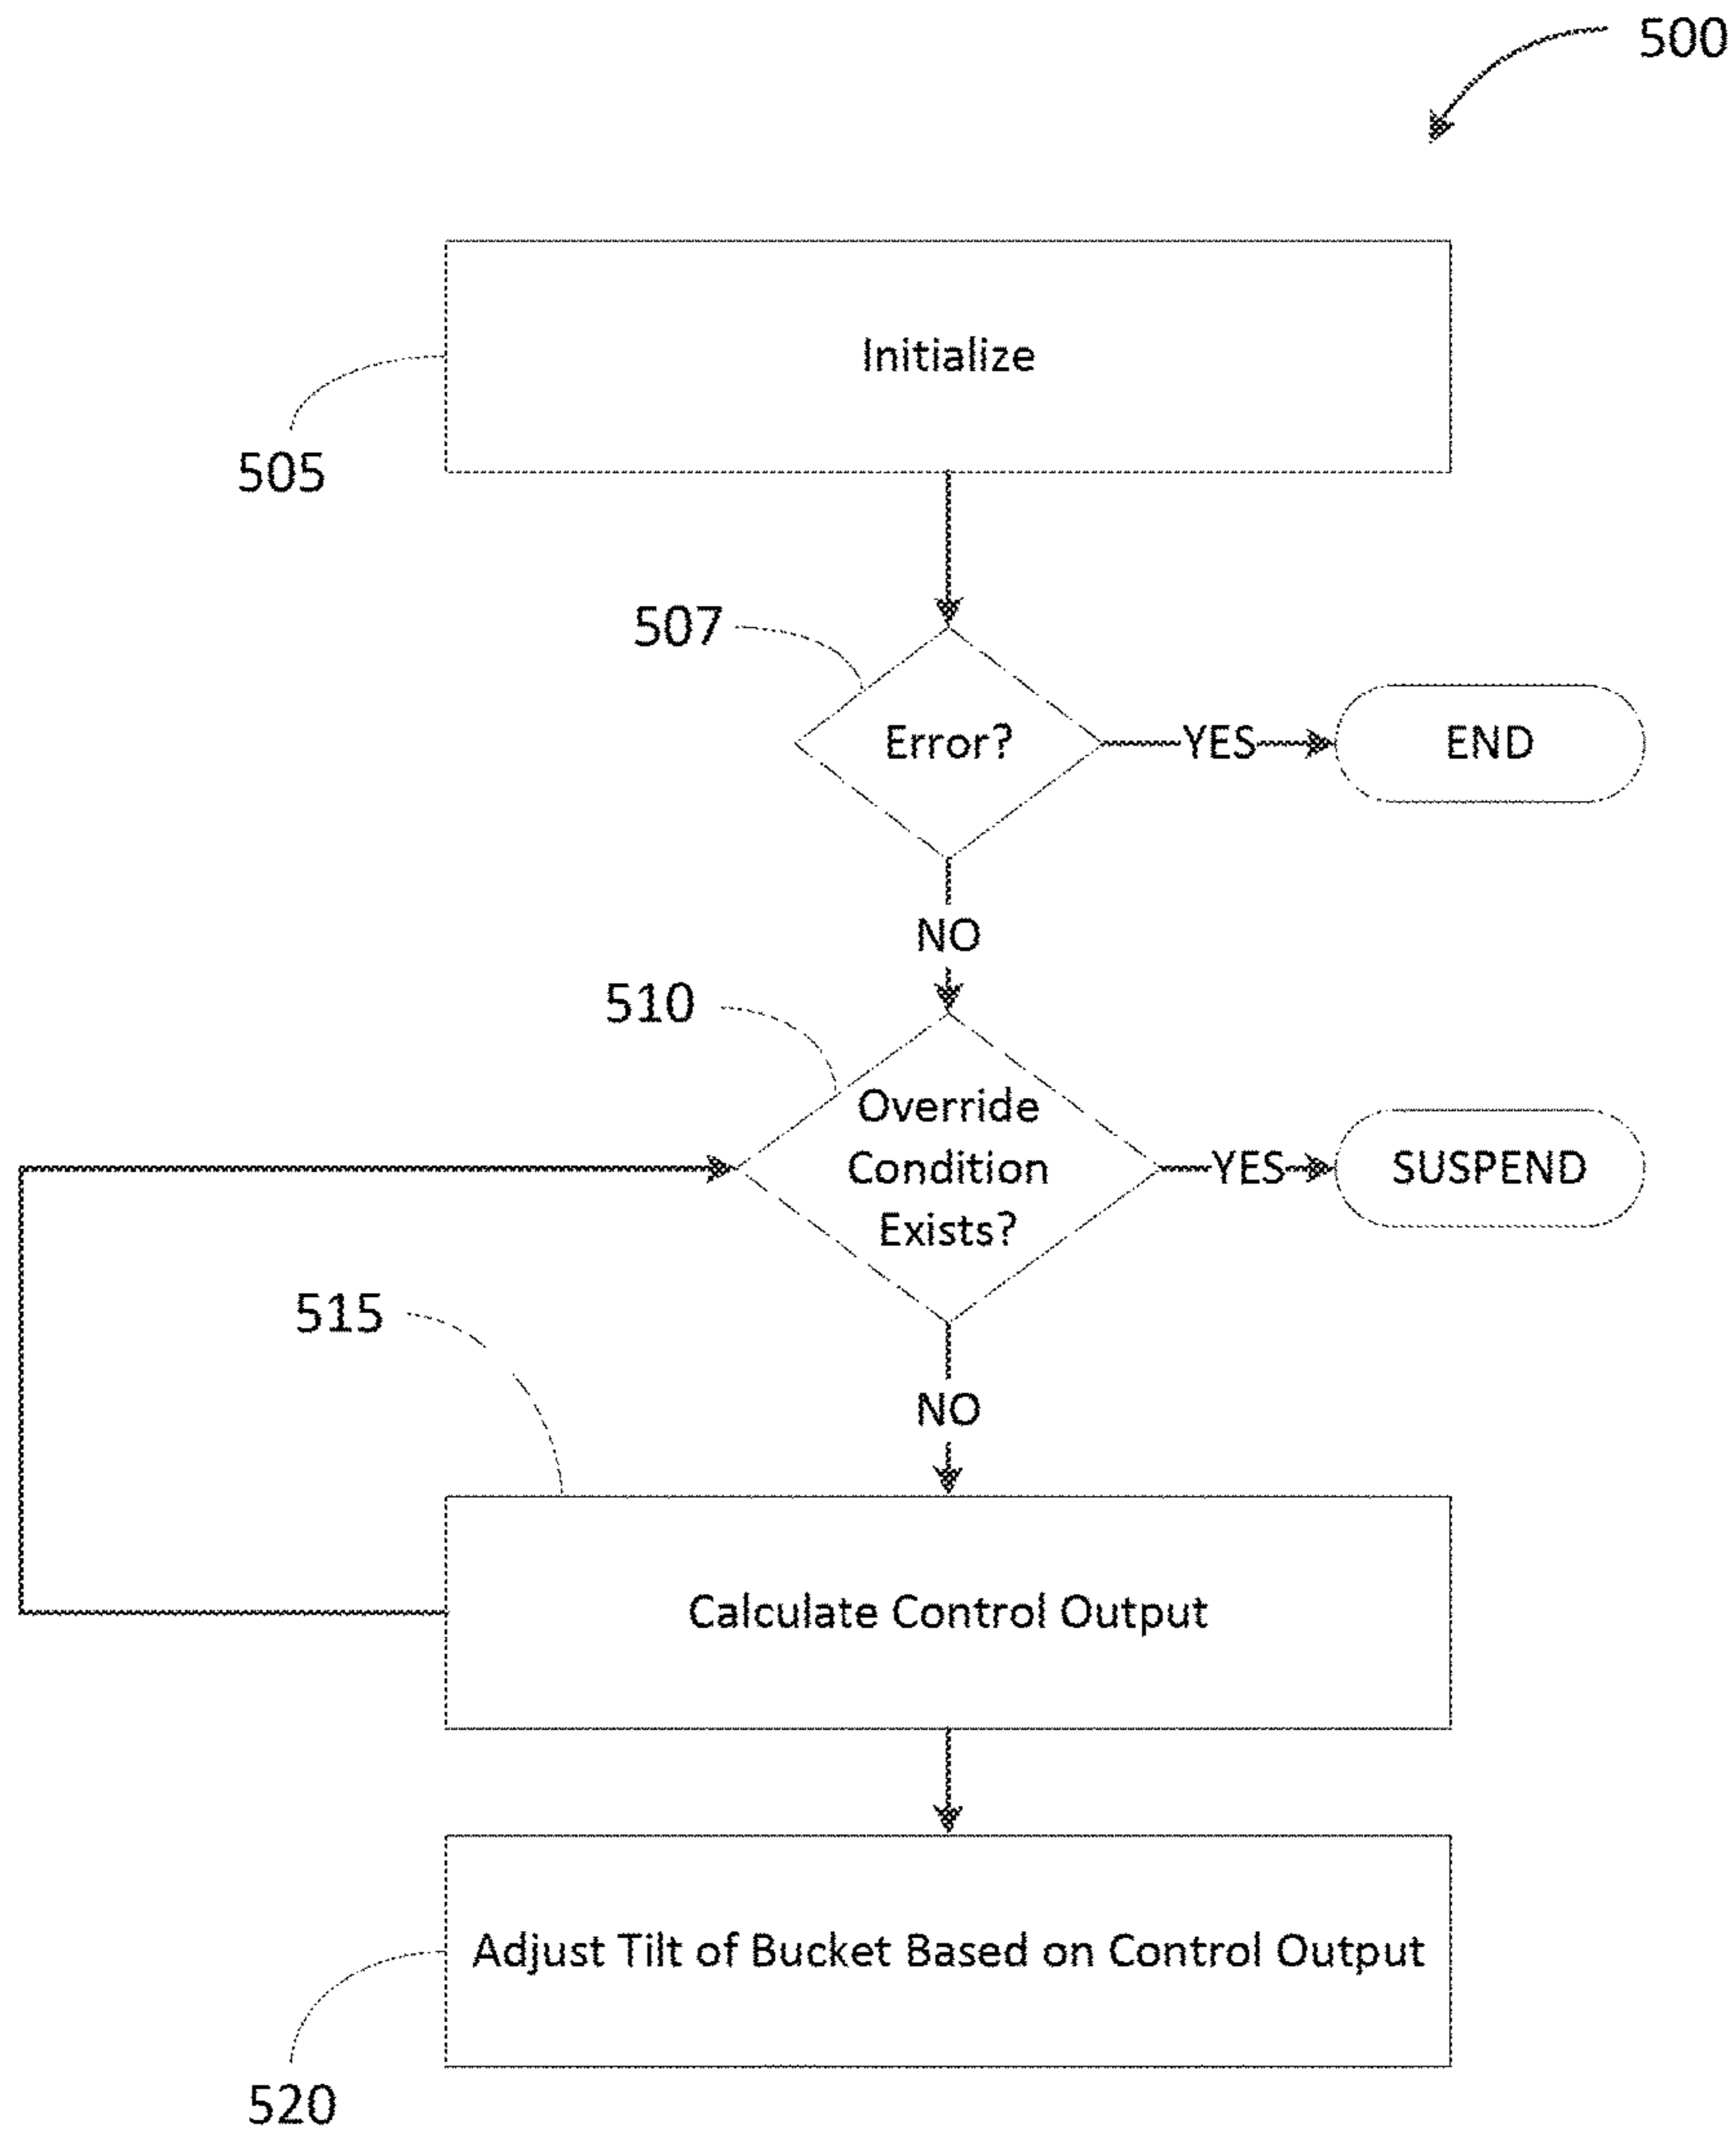 500
Initialize
505
507
Error?
YES
END
NO
510
Override
Condition
Exists?
YES
SUSPEND
515
NO
Calculate Control Output
Adjust Tilt of Bucket Based on Control Output
520